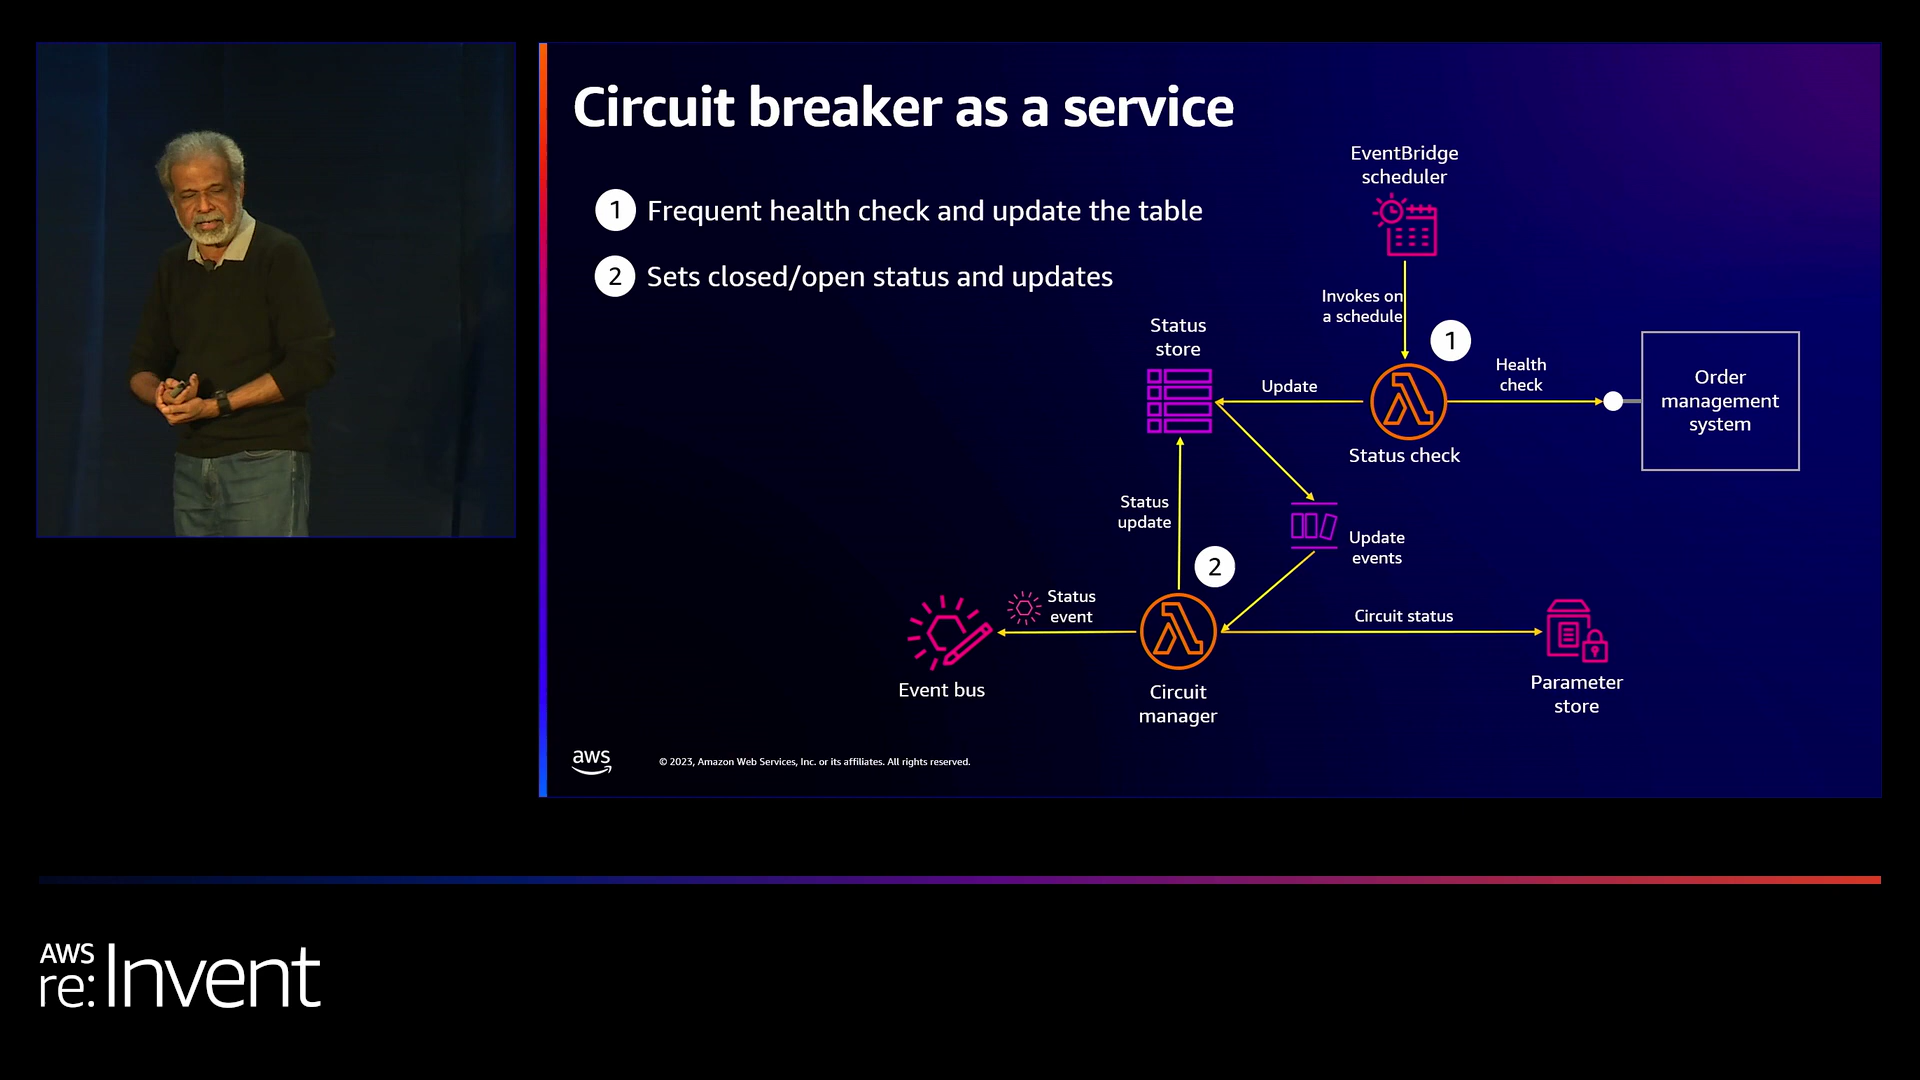 Circuit breaker as a service
1 Frequent health check and update the table
2 Sets closed/open status and updates
EventBridge
scheduler
Invokes on
a schedule
1
Status
store
Update
Health
check
Order
management
system
Status check
Status
update
Update
events
2
Status
event
Circuit status
Event bus
Circuit
manager
Parameter
store
aws
© 2023, Amazon Web Services, Inc. or its affiliates. All rights reserved.
AWS
re:Invent